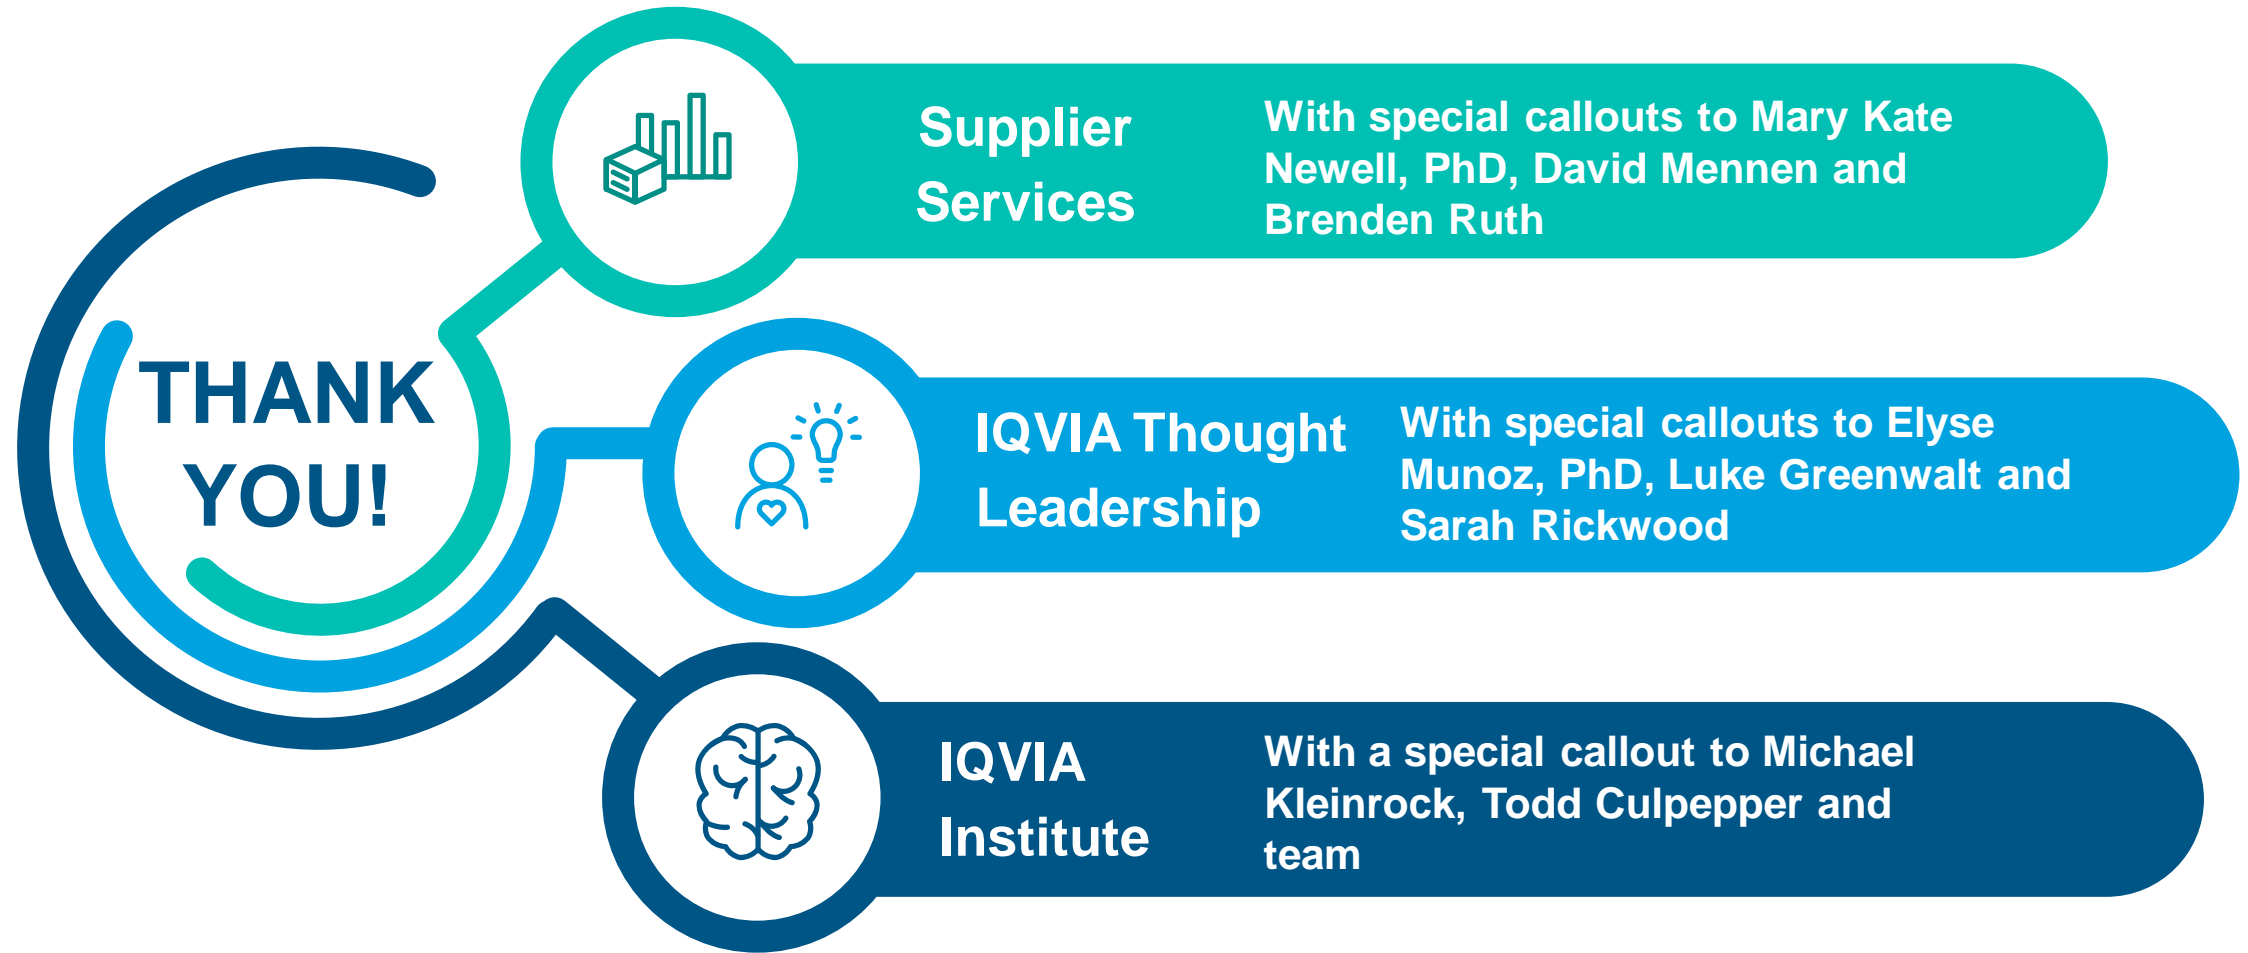 THANK
YOU!
Supplier
Services
With special callouts to Mary Kate
Newell, PhD, David Mennen and
Brenden Ruth
IQVIA Thought
Leadership
With special callouts to Elyse
Munoz, PhD, Luke Greenwalt and
Sarah Rickwood
IQVIA
Institute
With a special callout to Michael
Kleinrock, Todd Culpepper and
team